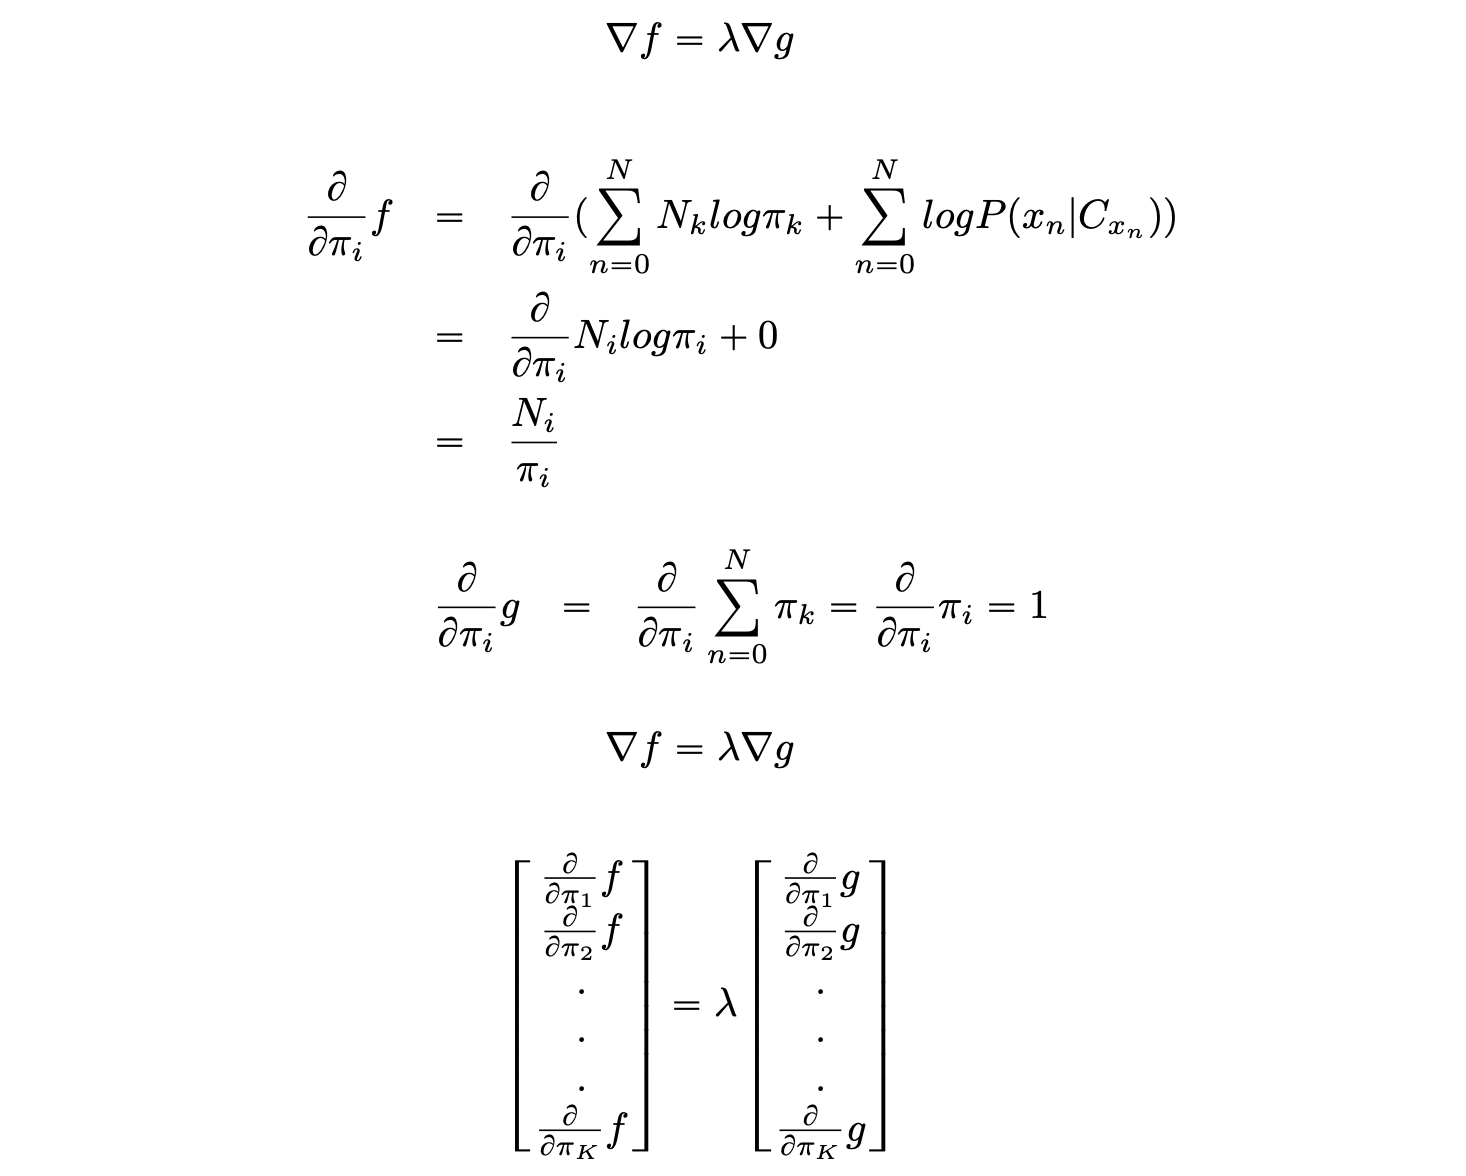 ∇f = λ∇g
∂/∂π_i f = ∂/∂π_i (∑_{n=0}^{N} N_k logπ_k + ∑_{n=0}^{N} logP(x_n|C_{x_n}))
= ∂/∂π_i N_i logπ_i + 0
= N_i/π_i
∂/∂π_i g = ∂/∂π_i ∑_{n=0}^{N} π_k = ∂/∂π_i π_i = 1
∇f = λ∇g
[∂/∂π_1 f] [∂/∂π_1 g]
[∂/∂π_2 f] [∂/∂π_2 g]
. .
. = λ .
. .
[∂/∂π_K f] [∂/∂π_K g]